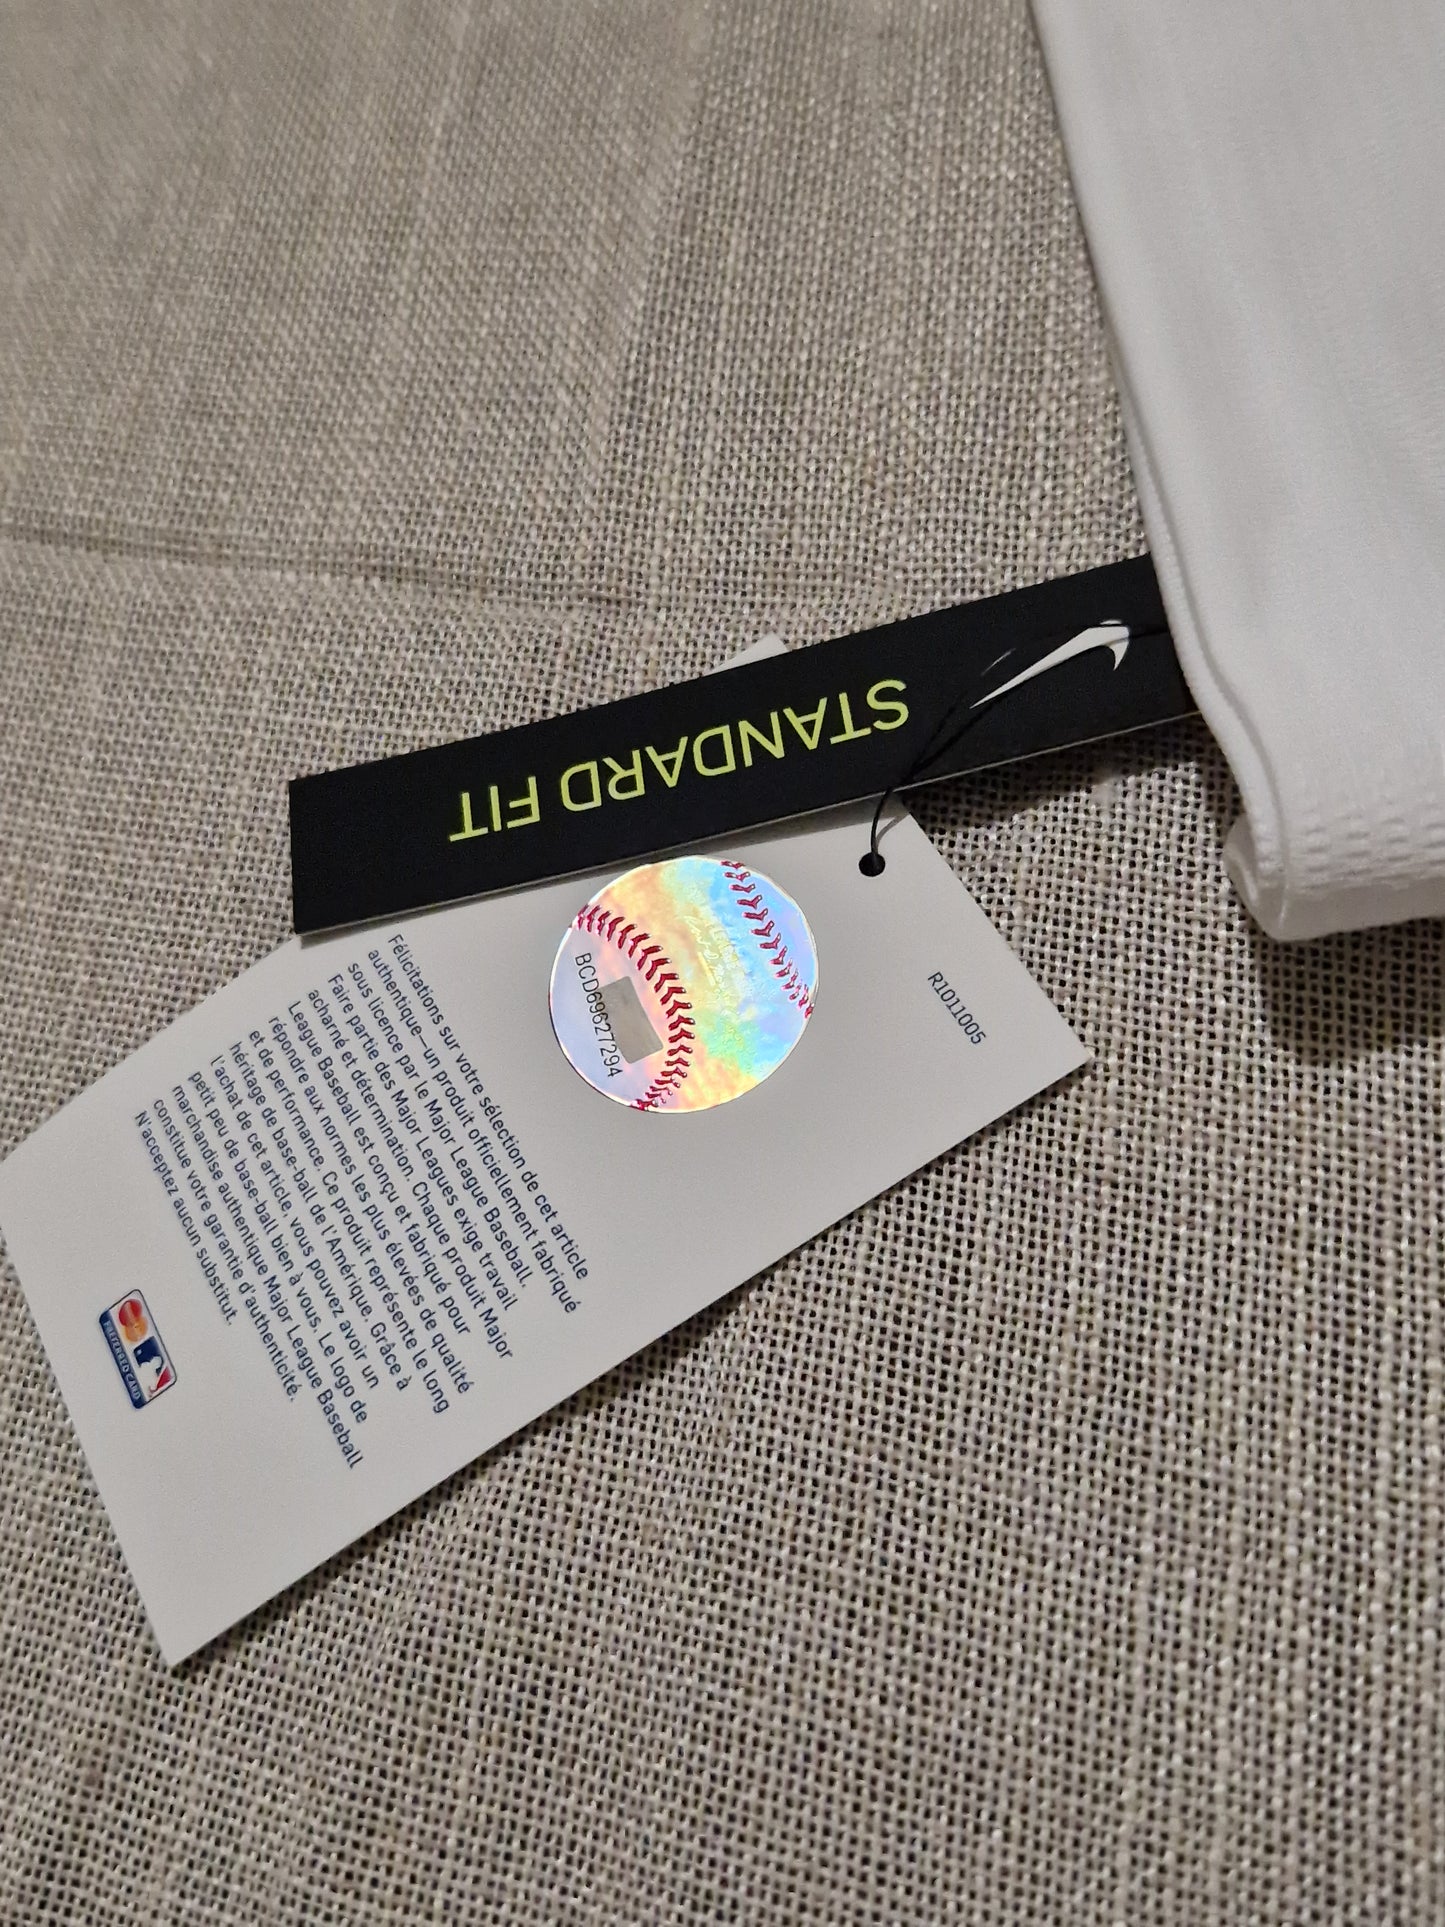 STANDARD FIT
R1011005
BCD69627294
Félicitations sur votre sélection de cet article
authentique—un produit officiellement fabriqué
sous licence par le Major League Baseball.
Faire partie des Major Leagues exige travail
acharné et détermination. Chaque produit Major
League Baseball est conçu et fabriqué pour
répondre aux normes les plus élevées de qualité
et de performance. Ce produit représente le long
héritage de base-ball de l'Amérique. Grâce à
l'achat de cet article, vous pouvez avoir un
petit peu de base-ball bien à vous. Le logo de
marchandise authentique Major League Baseball
constitue votre garantie d'authenticité.
N'acceptez aucun substitut.
PREFERRED CARD